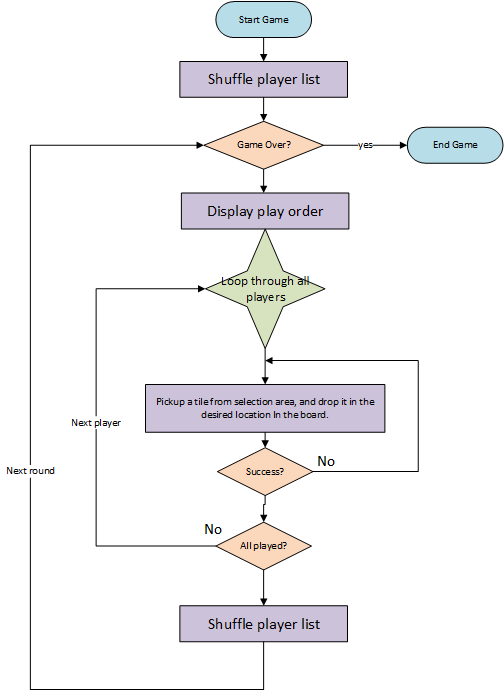 Start Game
Shuffle player list
Game Over?
yes
End Game
Display play order
Loop through all
players
Pickup a tile from selection area, and drop it in the
desired location In the board.
Next player
Success?
No
Next round
No
All played?
Shuffle player list